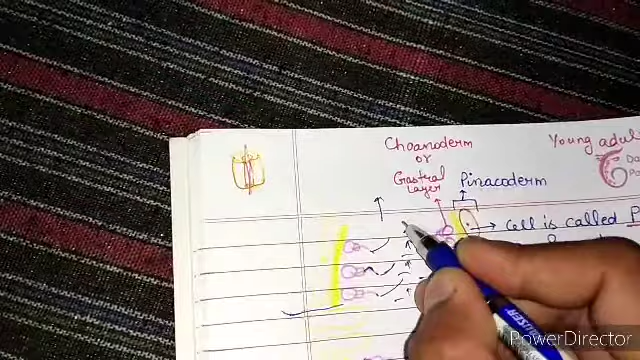 Choanoderm
or
Gastral
Layer
Pinacoderm
Young adul
Cell is called P
PowerDirector